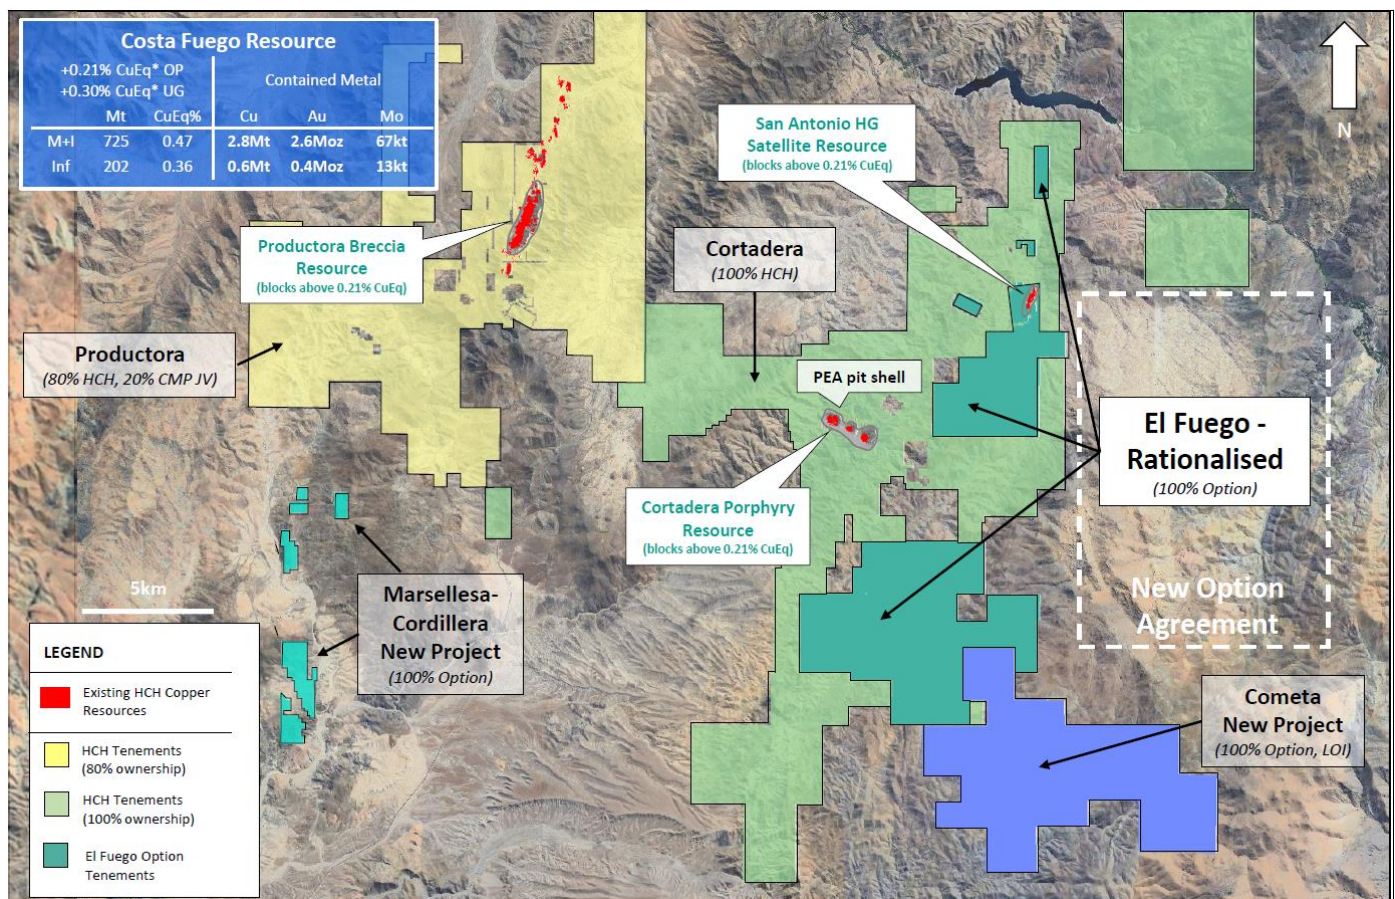 Costa Fuego Resource
+0.21% CuEq* OP
+0.30% CuEq* UG
Contained Metal
Mt CuEq% Cu Au Mo
M+I 725 0.47 2.8Mt 2.6Moz 67kt
Inf 202 0.36 0.6Mt 0.4Moz 13kt
N
San Antonio HG
Satellite Resource
(blocks above 0.21% CuEq)
Productora Breccia
Resource
(blocks above 0.21% CuEq)
Cortadera
(100% HCH)
Productora
(80% HCH, 20% CMP JV)
PEA pit shell
El Fuego -
Rationalised
(100% Option)
Cortadera Porphyry
Resource
(blocks above 0.21% CuEq)
New Option
Agreement
5km
Marsellesa-
Cordillera
New Project
(100% Option)
Cometa
New Project
(100% Option, LOI)
LEGEND
Existing HCH Copper
Resources
HCH Tenements
(80% ownership)
HCH Tenements
(100% ownership)
El Fuego Option
Tenements